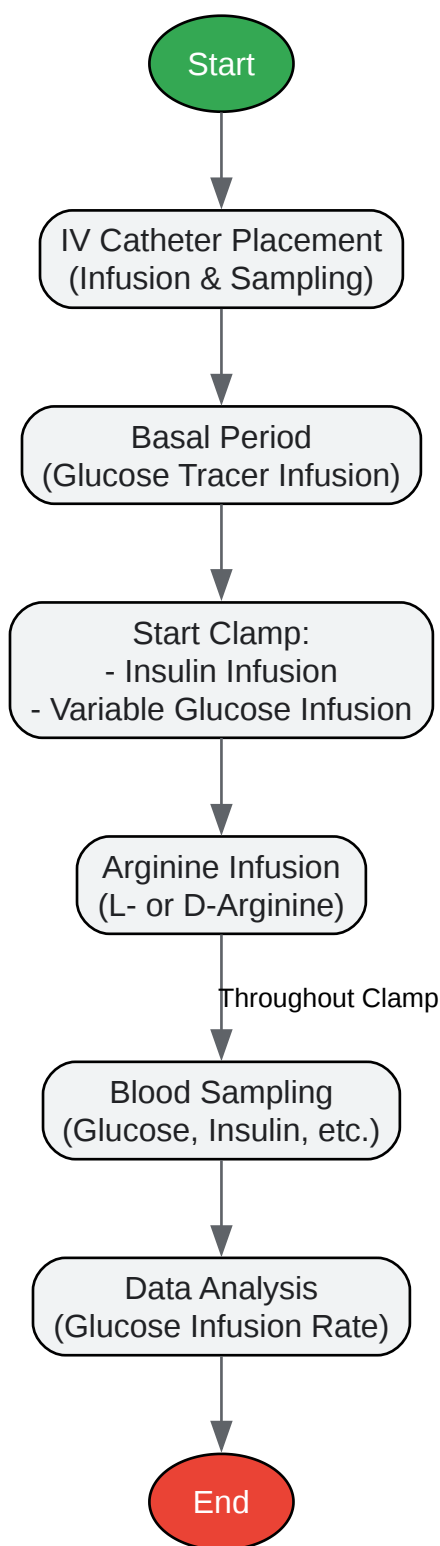 Start
IV Catheter Placement
(Infusion & Sampling)
Basal Period
(Glucose Tracer Infusion)
Start Clamp:
- Insulin Infusion
- Variable Glucose Infusion
Arginine Infusion
(L- or D-Arginine)
Throughout Clamp
Blood Sampling
(Glucose, Insulin, etc.)
Data Analysis
(Glucose Infusion Rate)
End